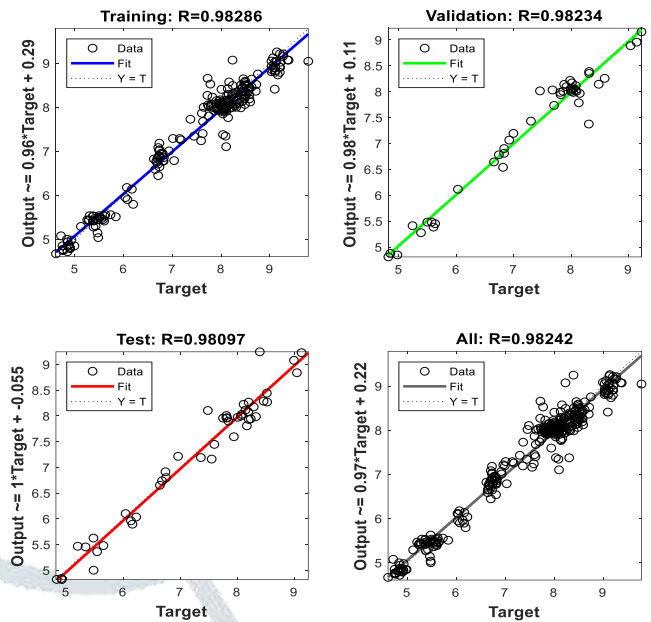 Training: R=0.98286
Output ~= 0.96*Target + 0.29
Data
Fit
Y = T
9
8
7
6
5
5
6
7
8
9
Target
Validation: R=0.98234
Output ~= 0.98*Target + 0.11
Data
Fit
Y = T
9
8.5
8
7.5
7
6.5
6
5.5
5
5
6
7
8
9
Target
Test: R=0.98097
Output ~= 1*Target + -0.055
Data
Fit
Y = T
9
8.5
8
7.5
7
6.5
6
5.5
5
5
6
7
8
9
Target
All: R=0.98242
Output ~= 0.97*Target + 0.22
Data
Fit
Y = T
9
8
7
6
5
5
6
7
8
9
Target